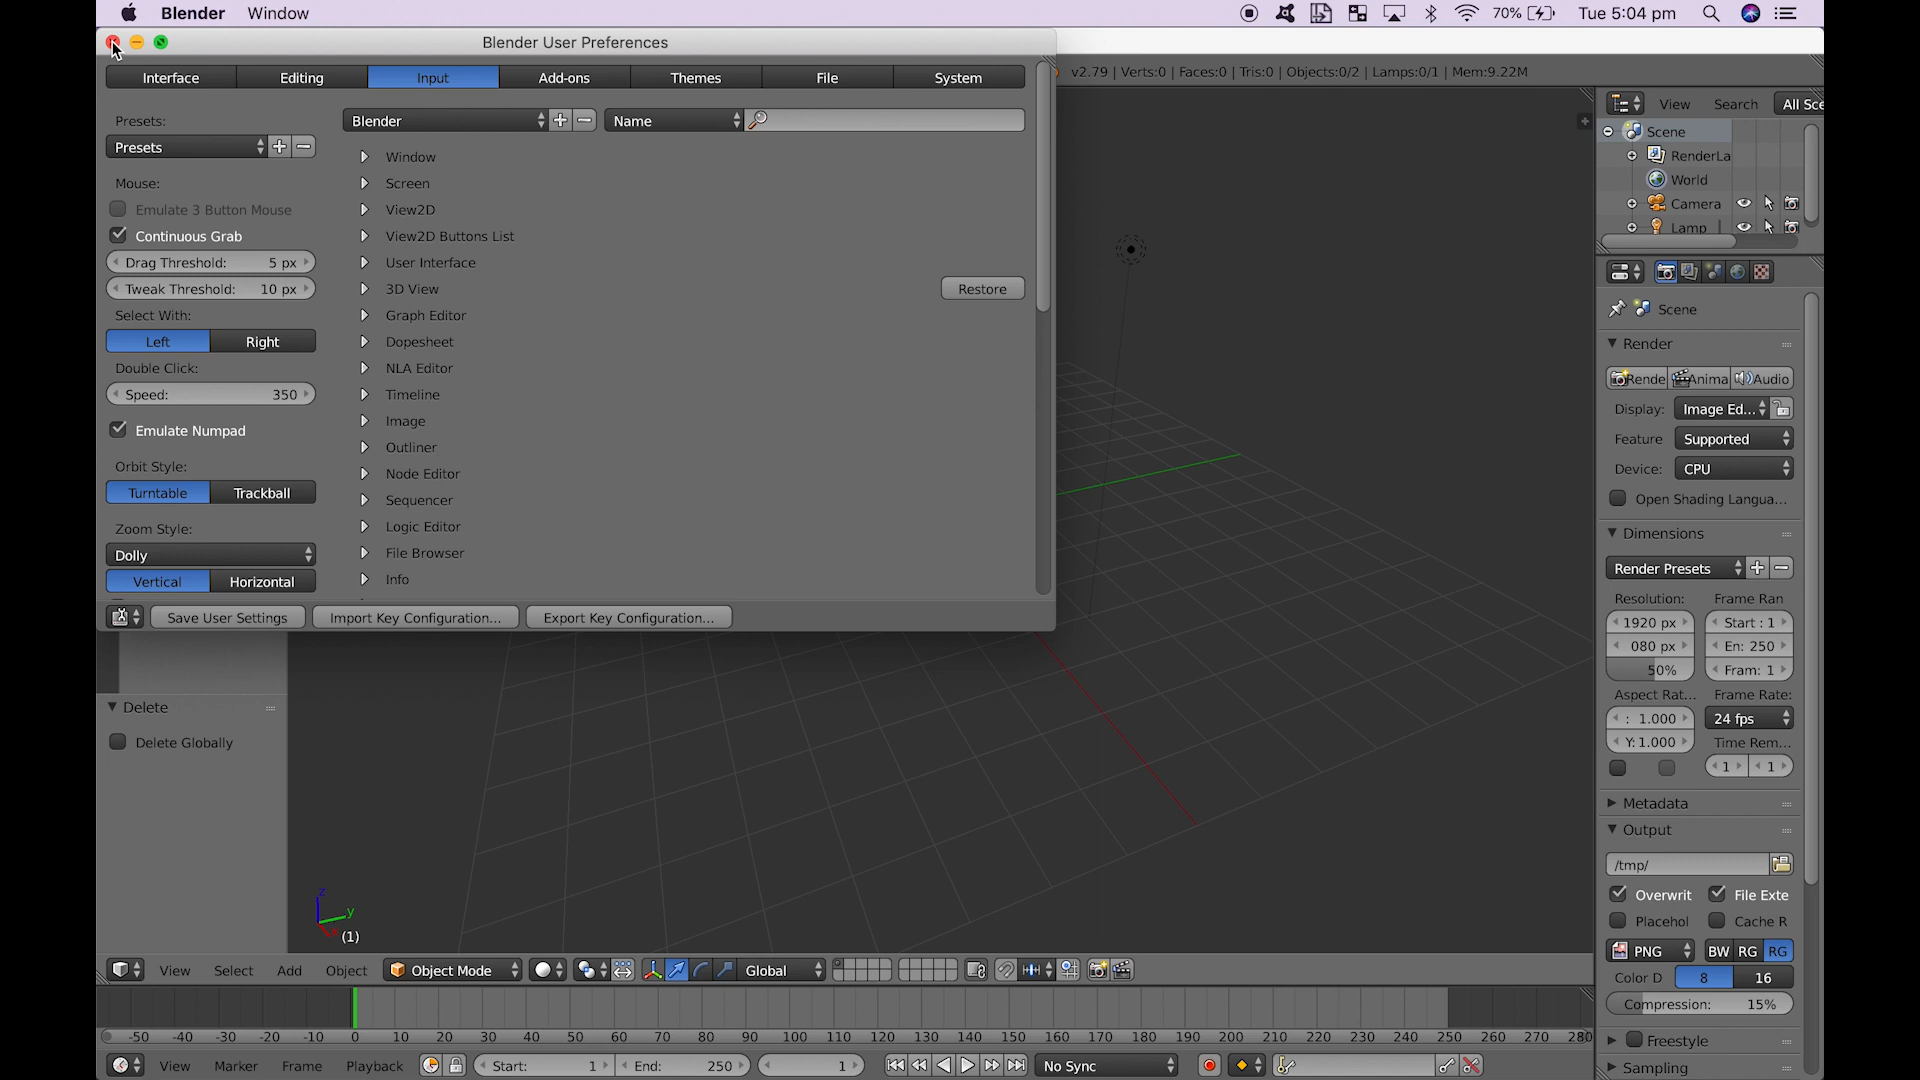 Blender Window 70% Tue 5:04 pm
Blender User Preferences
v2.79 | Verts:0 | Faces:0 | Tris:0 | Objects:0/2 | Lamps:0/1 | Mem:9.22M
Interface Editing Input Add-ons Themes File System
Presets:
Presets
Blender
Name
Mouse:
Emulate 3 Button Mouse
Continuous Grab
Drag Threshold: 5 px
Tweak Threshold: 10 px
Select With:
Left Right
Double Click:
Speed: 350
Emulate Numpad
Orbit Style:
Turntable Trackball
Zoom Style:
Dolly
Vertical Horizontal
Window
Screen
View2D
View2D Buttons List
User Interface
3D View
Restore
Graph Editor
Dopesheet
NLA Editor
Timeline
Image
Outliner
Node Editor
Sequencer
Logic Editor
File Browser
Info
Save User Settings Import Key Configuration... Export Key Configuration...
Delete
Delete Globally
z
y
x
(1)
View Search All Sce
Scene
RenderLa
World
Camera
Lamp
Scene
Render
Rende Anima Audio
Display: Image Ed...
Feature Supported
Device: CPU
Open Shading Langua...
Dimensions
Render Presets
Resolution: Frame Ran
1920 px Start : 1
080 px En: 250
50% Fram: 1
Aspect Rat... Frame Rate:
: 1.000 24 fps
Y: 1.000 Time Rem...
1 1
Metadata
Output
/tmp/
Overwrit File Exte
Placehol Cache R
PNG BW RG RG
Color D 8 16
Compression: 15%
Freestyle
Sampling
View Select Add Object Object Mode Global
-50 -40 -30 -20 -10 0 10 20 30 40 50 60 70 80 90 100 110 120 130 140 150 160 170 180 190 200 210 220 230 240 250 260 270 280
View Marker Frame Playback Start: 1 End: 250 1 No Sync